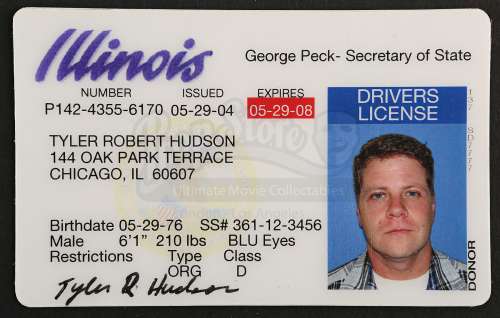 Illinois
George Peck- Secretary of State
NUMBER ISSUED EXPIRES
P142-4355-6170 05-29-04 05-29-08
DRIVERS
LICENSE
TYLER ROBERT HUDSON
144 OAK PARK TERRACE
CHICAGO, IL 60607
Ultimate Movie Collectables
Los Angeles
Birthdate 05-29-76 SS# 361-12-3456
Male 6'1" 210 lbs BLU Eyes
Restrictions Type Class
ORG D
Tyler R Hudson
DONOR